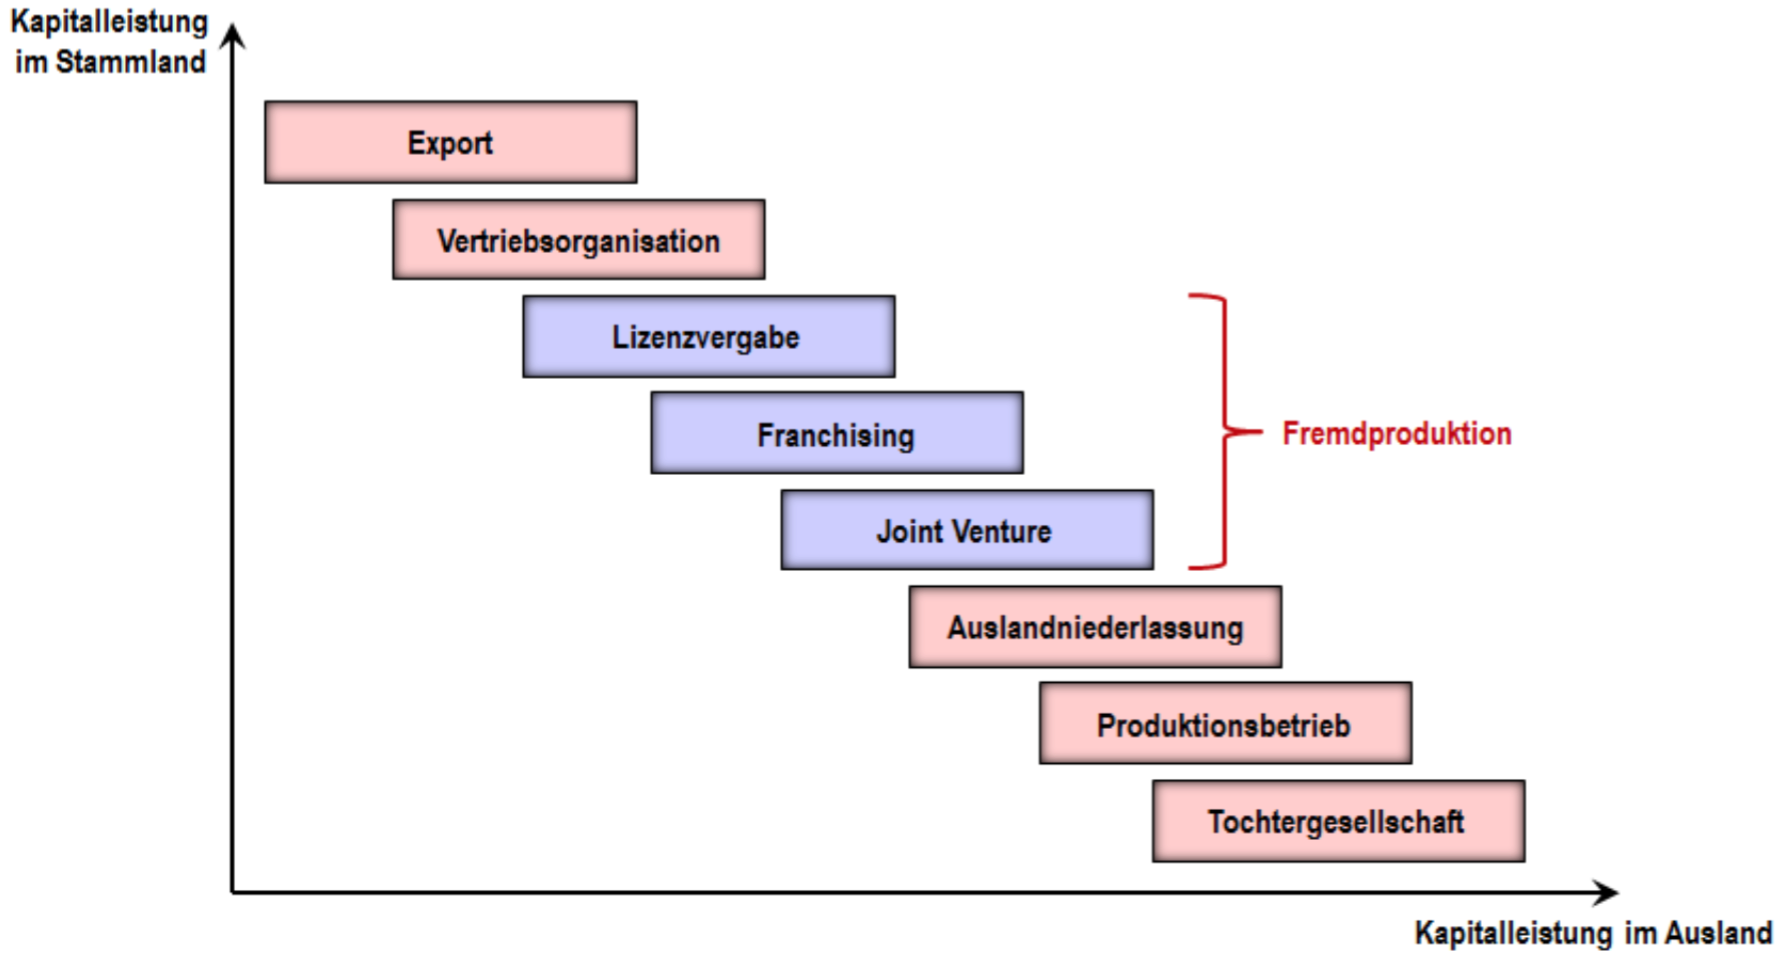 Kapitalleistung
im Stammland
Export
Vertriebsorganisation
Lizenzvergabe
Franchising
Fremdproduktion
Joint Venture
Auslandniederlassung
Produktionsbetrieb
Tochtergesellschaft
Kapitalleistung im Ausland